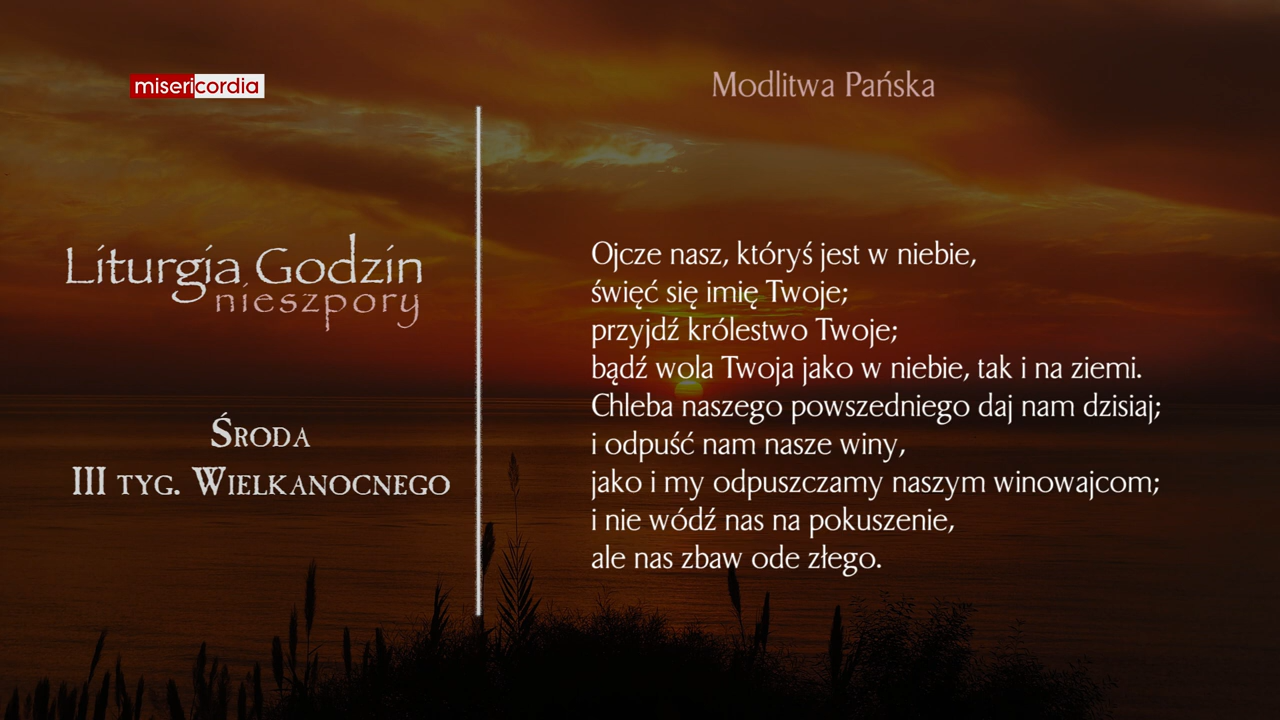 misericordia
Liturgia Godzin
nieszpory
Środa
III tyg. Wielkanocnego
Modlitwa Pańska
Ojcze nasz, któryś jest w niebie,
święć się imię Twoje;
przyjdź królestwo Twoje;
bądź wola Twoja jako w niebie, tak i na ziemi.
Chleba naszego powszedniego daj nam dzisiaj;
i odpuść nam nasze winy,
jako i my odpuszczamy naszym winowajcom;
i nie wódź nas na pokuszenie,
ale nas zbaw ode złego.